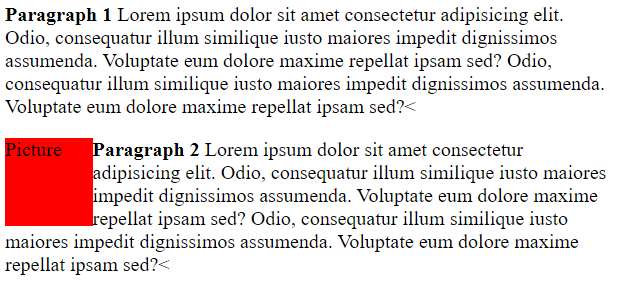 Paragraph 1 Lorem ipsum dolor sit amet consectetur adipisicing elit.
Odio, consequatur illum similique iusto maiores impedit dignissimos
assumenda. Voluptate eum dolore maxime repellat ipsam sed? Odio,
consequatur illum similique iusto maiores impedit dignissimos assumenda.
Voluptate eum dolore maxime repellat ipsam sed?<
Picture
Paragraph 2 Lorem ipsum dolor sit amet consectetur
adipisicing elit. Odio, consequatur illum similique iusto maiores
impedit dignissimos assumenda. Voluptate eum dolore maxime
repellat ipsam sed? Odio, consequatur illum similique iusto
maiores impedit dignissimos assumenda. Voluptate eum dolore maxime
repellat ipsam sed?<